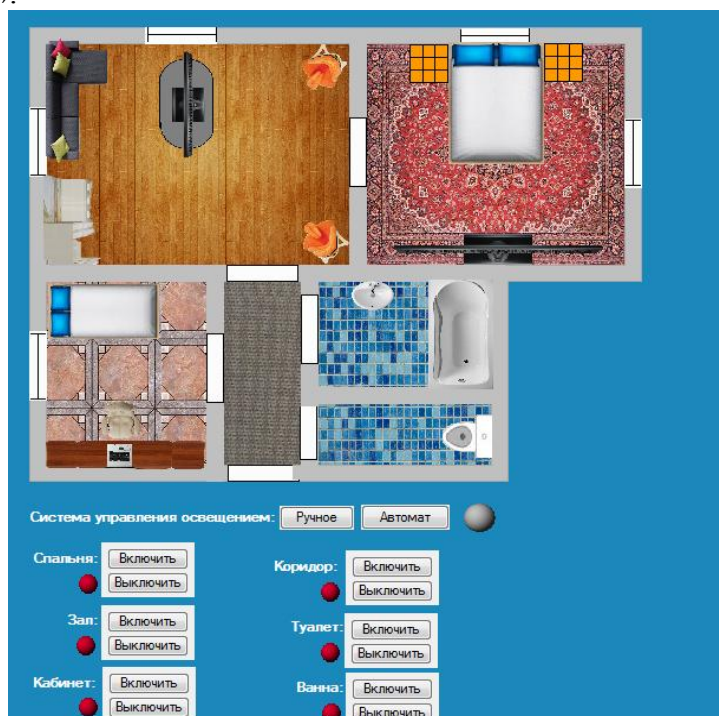 ).
Система управления освещением: Ручное Автомат
Спальня: Включить
Выключить
Коридор: Включить
Выключить
Зал: Включить
Выключить
Туалет: Включить
Выключить
Кабинет: Включить
Выключить
Ванна: Включить
Выключить